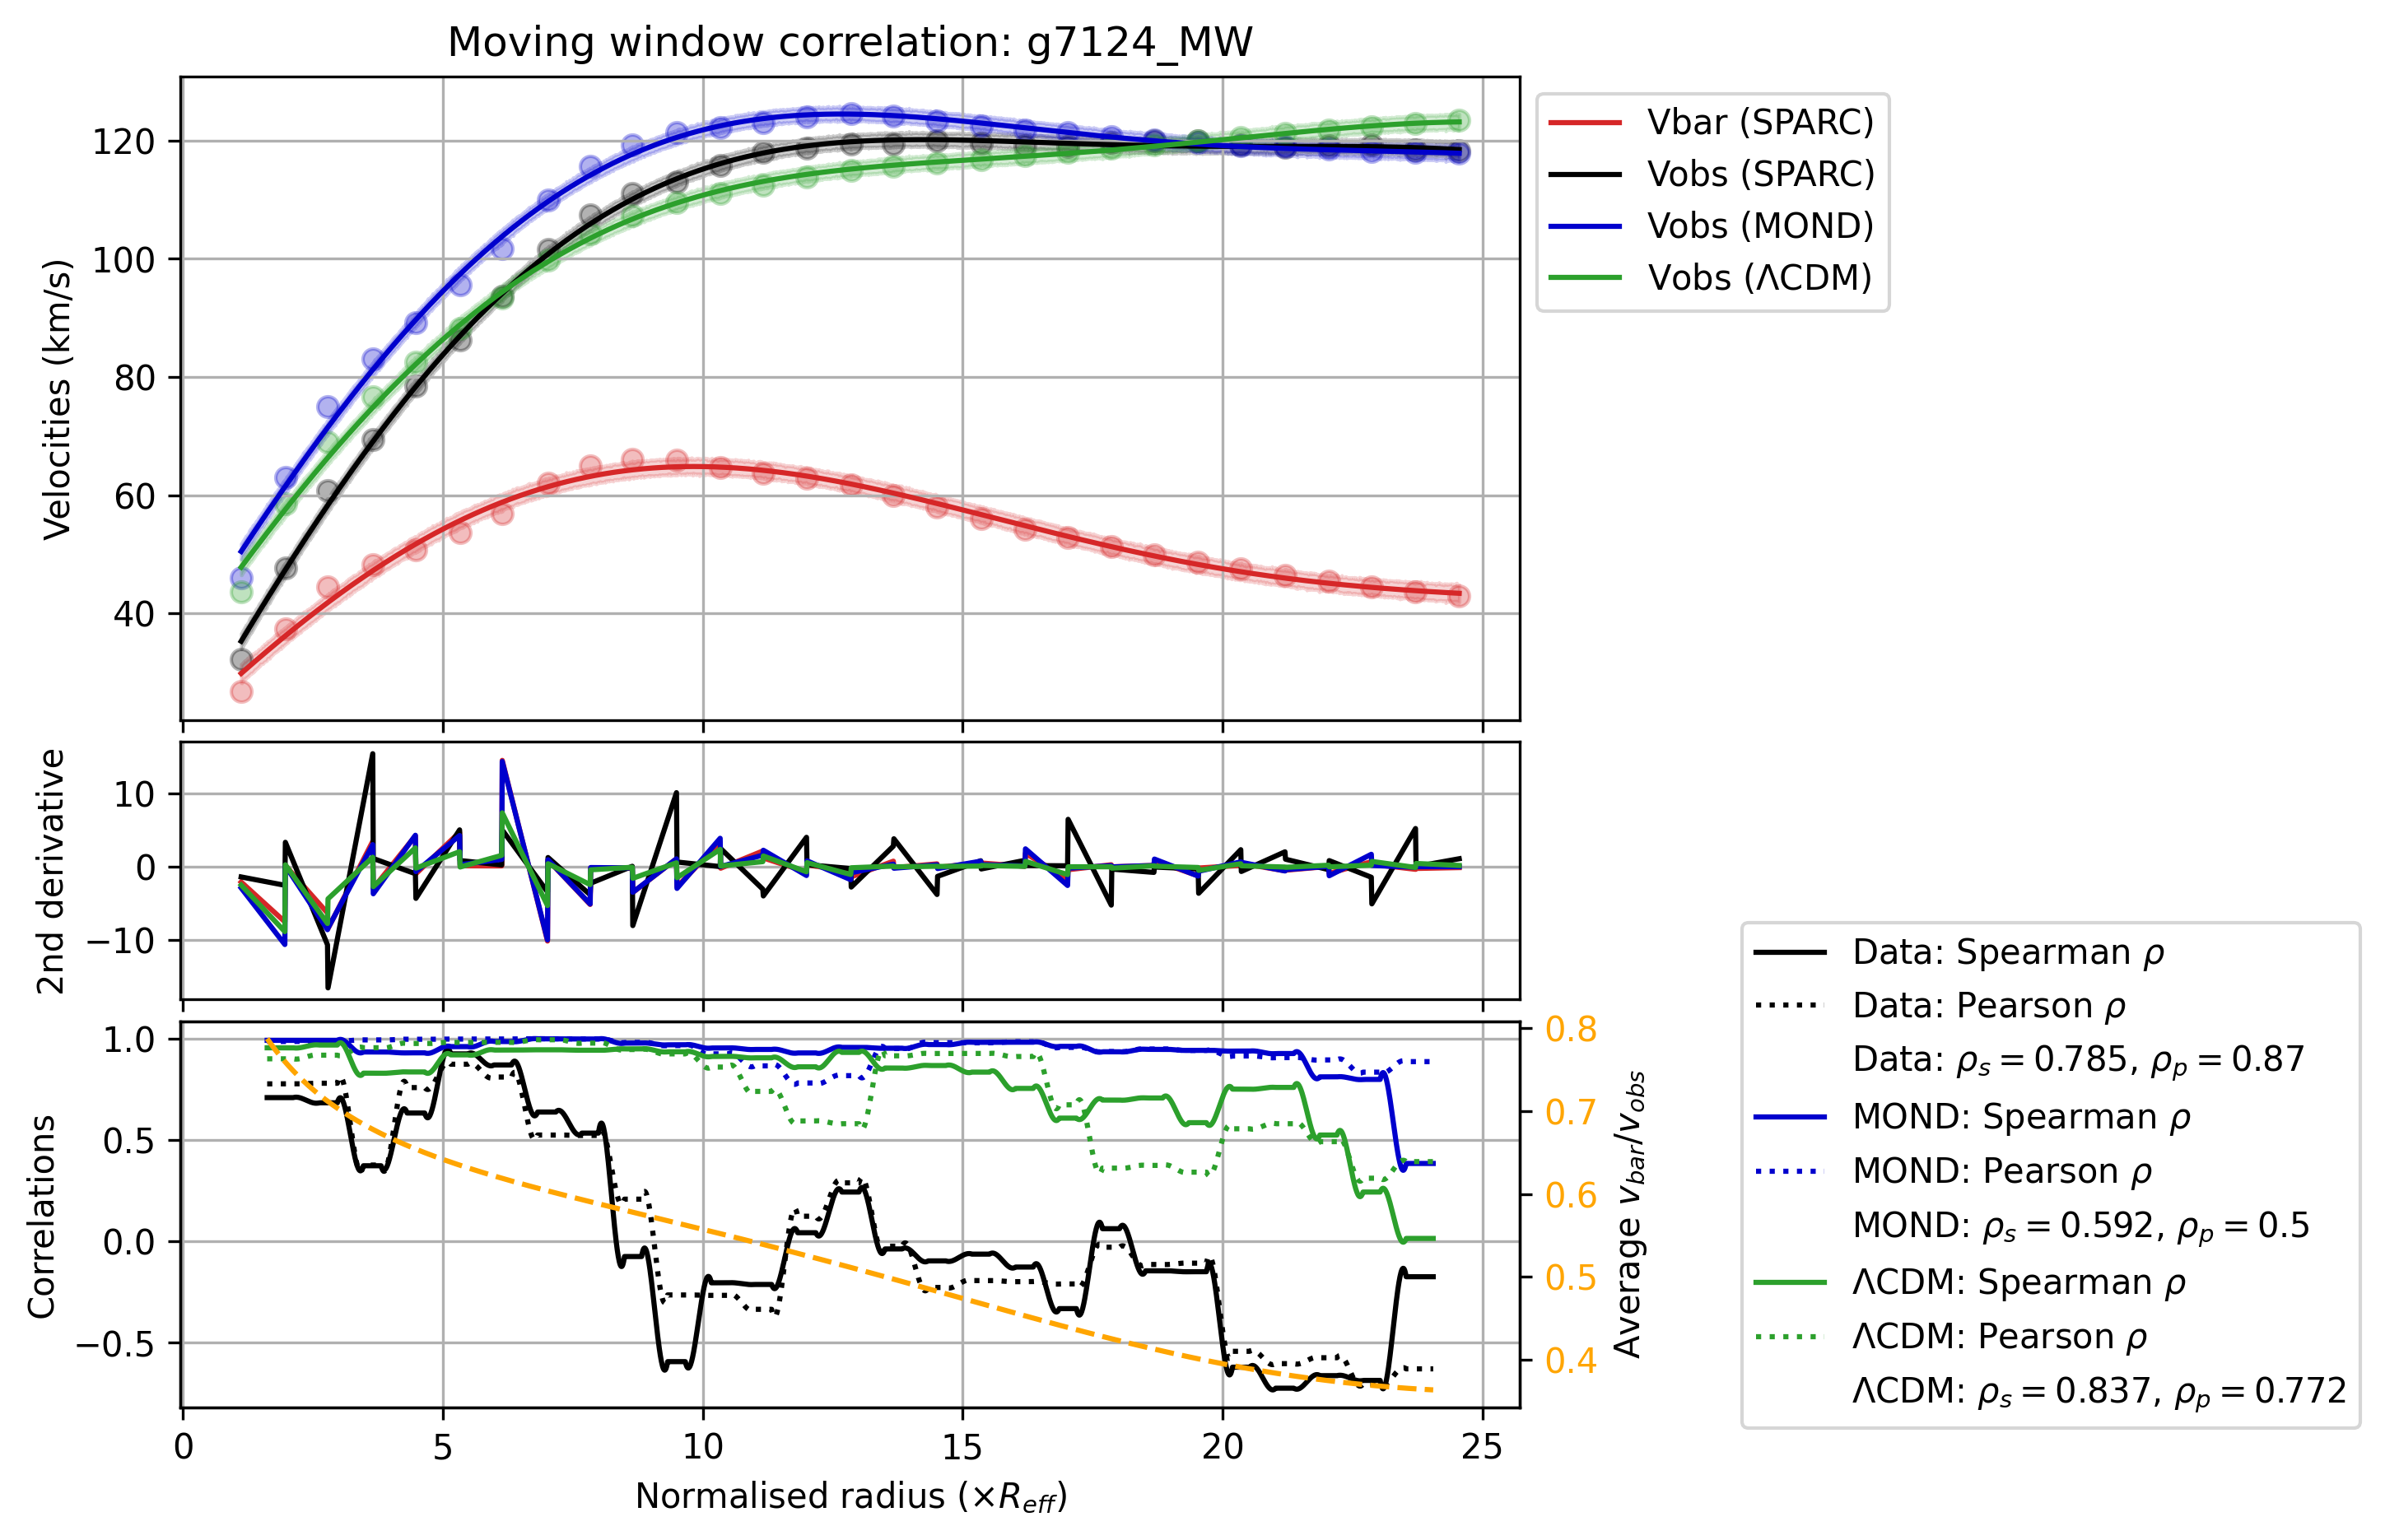 Moving window correlation: g7124_MW
Velocities (km/s)
120
100
80
60
40
Vbar (SPARC)
Vobs (SPARC)
Vobs (MOND)
Vobs (ΛCDM)
2nd derivative
10
0
−10
Correlations
1.0
0.5
0.0
−0.5
0.8
0.7
0.6
0.5
0.4
Average v_bar/v_obs
0 5 10 15 20 25
Normalised radius (×R_eff)
Data: Spearman ρ
Data: Pearson ρ
Data: ρ_s = 0.785, ρ_p = 0.87
MOND: Spearman ρ
MOND: Pearson ρ
MOND: ρ_s = 0.592, ρ_p = 0.5
ΛCDM: Spearman ρ
ΛCDM: Pearson ρ
ΛCDM: ρ_s = 0.837, ρ_p = 0.772